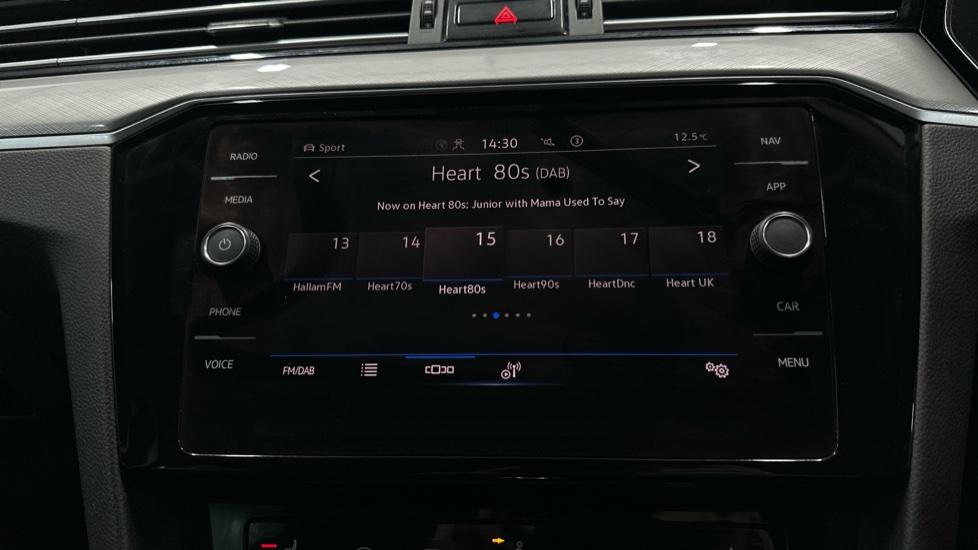 Sport 14:30 3 12.5°C
RADIO
NAV
< Heart 80s (DAB) >
MEDIA
APP
Now on Heart 80s: Junior with Mama Used To Say
13 14 15 16 17 18
HallamFM Heart70s Heart80s Heart90s HeartDnc Heart UK
PHONE
CAR
VOICE
MENU
FM/DAB